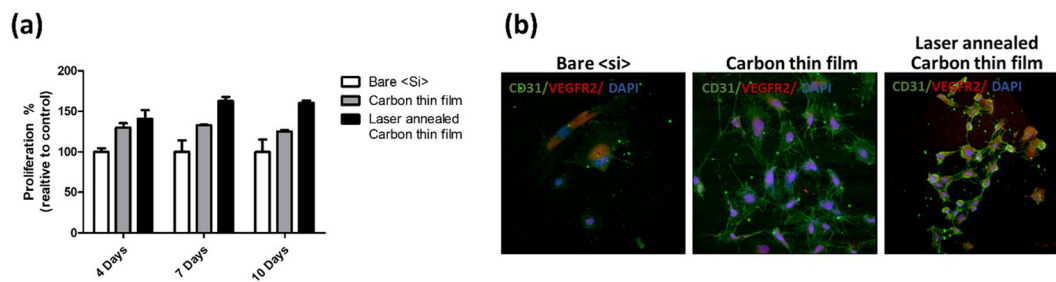 (a)
200
150
100
50
0
Proliferation %
(realtive to control)
4 Days
7 Days
10 Days
Bare <Si>
Carbon thin film
Laser annealed
Carbon thin film
(b)
Bare <si>
CD31/VEGFR2/ DAPI
Carbon thin film
CD31/VEGFR2/ DAPI
Laser annealed
Carbon thin film
CD31/VEGFR2/ DAPI